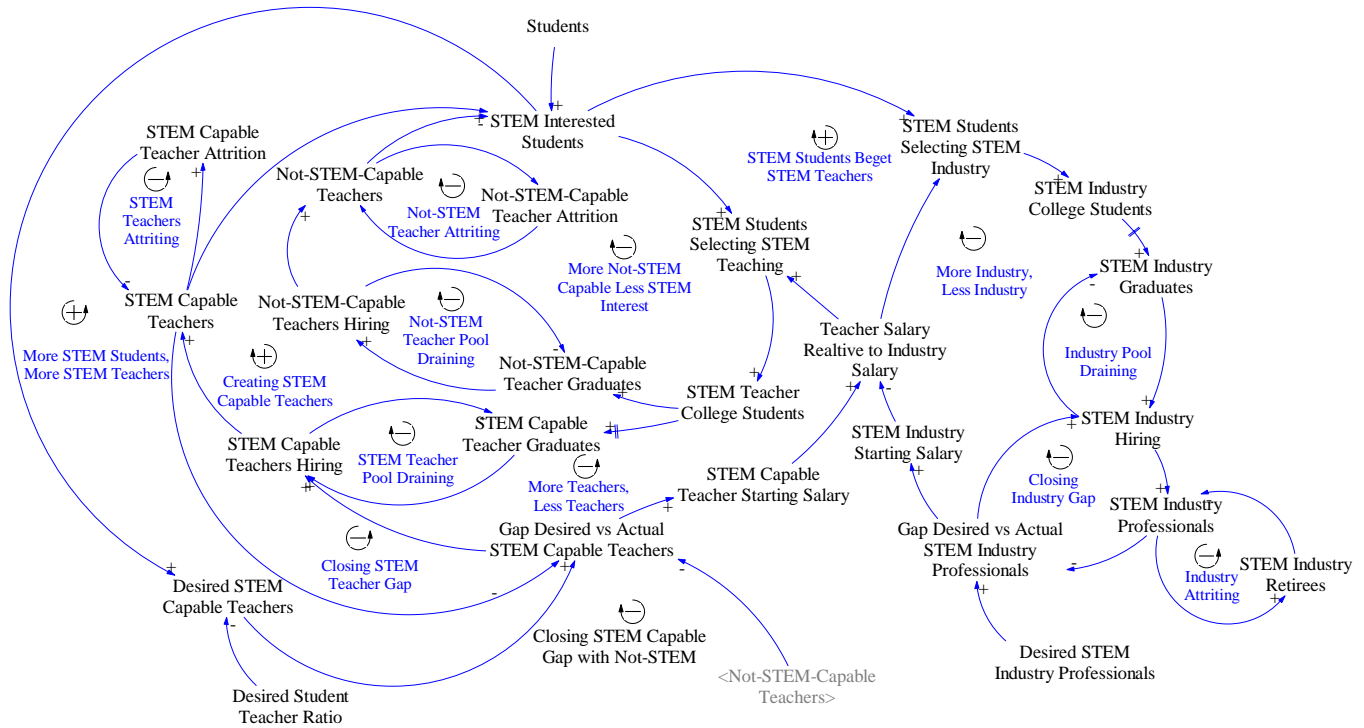 Students
STEM Interested
Students
STEM Capable
Teacher Attrition
STEM
Teachers
Attriting
Not-STEM-Capable
Teachers
Not-STEM
Teacher Attriting
Not-STEM-Capable
Teacher Attrition
STEM Students Beget
STEM Teachers
STEM Students
Selecting STEM
Industry
STEM Industry
College Students
STEM Students
Selecting STEM
Teaching
More Not-STEM
Capable Less STEM
Interest
More Industry,
Less Industry
STEM Industry
Graduates
STEM Capable
Teachers
Not-STEM-Capable
Teachers Hiring
Not-STEM
Teacher Pool
Draining
Teacher Salary
Realtive to Industry
Salary
Industry Pool
Draining
More STEM Students,
More STEM Teachers
Creating STEM
Capable Teachers
Not-STEM-Capable
Teacher Graduates
STEM Teacher
College Students
STEM Industry
Hiring
STEM Capable
Teachers Hiring
STEM Capable
Teacher Graduates
STEM Teacher
Pool Draining
STEM Industry
Starting Salary
Closing
Industry Gap
More Teachers,
Less Teachers
STEM Capable
Teacher Starting Salary
STEM Industry
Professionals
Gap Desired vs Actual
STEM Capable Teachers
Gap Desired vs Actual
STEM Industry
Professionals
Closing STEM
Teacher Gap
Industry
Attriting
STEM Industry
Retirees
Desired STEM
Capable Teachers
Closing STEM Capable
Gap with Not-STEM
Desired STEM
Industry Professionals
<Not-STEM-Capable
Teachers>
Desired Student
Teacher Ratio